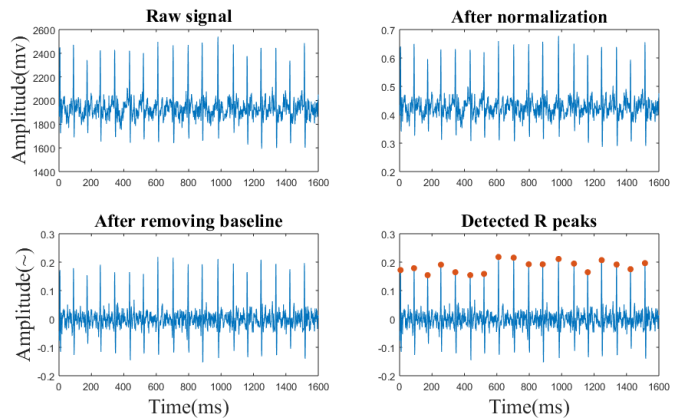 Raw signal
Amplitude(mv)
2600
2400
2200
2000
1800
1600
1400
0 200 400 600 800 1000 1200 1400 1600
After normalization
0.7
0.6
0.5
0.4
0.3
0.2
0 200 400 600 800 1000 1200 1400 1600
After removing baseline
Amplitude(~)
0.3
0.2
0.1
0
-0.1
-0.2
0 200 400 600 800 1000 1200 1400 1600
Time(ms)
Detected R peaks
0.3
0.2
0.1
0
-0.1
-0.2
0 200 400 600 800 1000 1200 1400 1600
Time(ms)